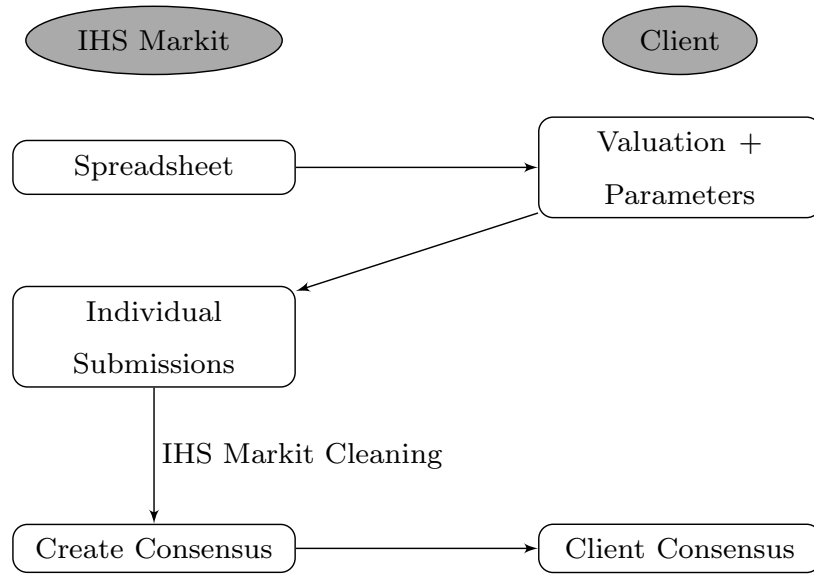 IHS Markit
Client
Spreadsheet
Valuation +
Parameters
Individual
Submissions
IHS Markit Cleaning
Create Consensus
Client Consensus